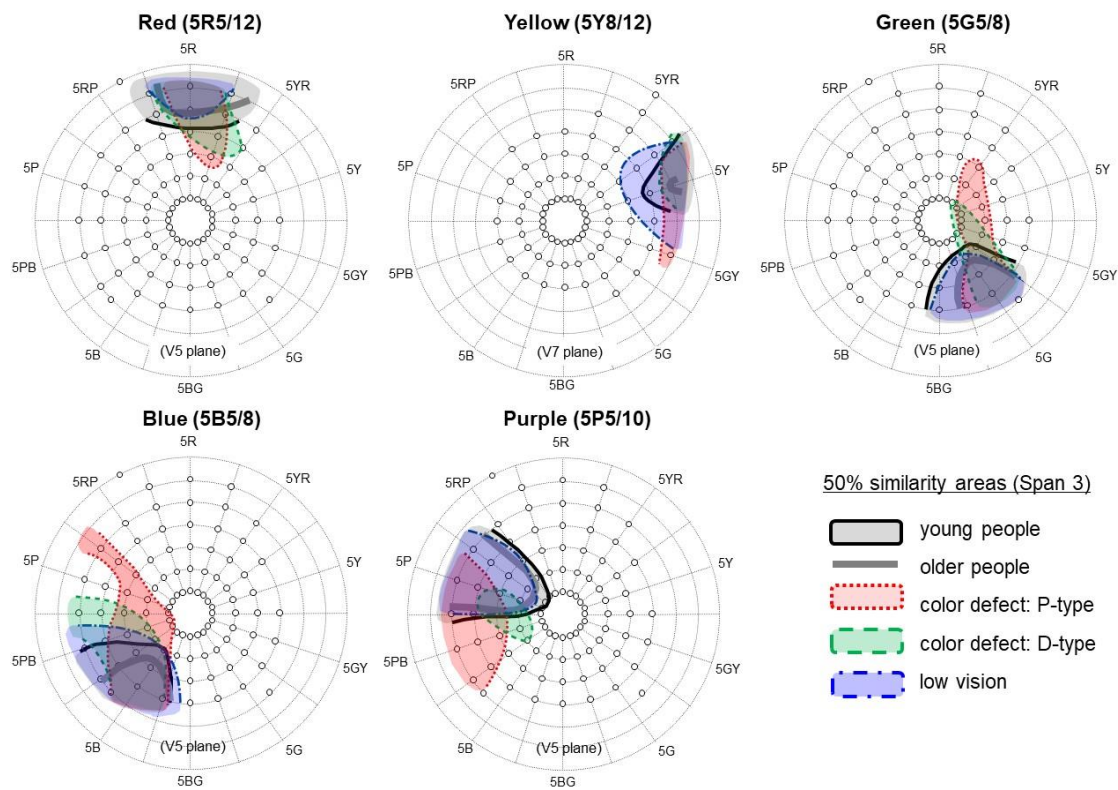 Red (5R5/12)
5R
5YR
5Y
5GY
5G
5BG
5B
5PB
5P
5RP
(V5 plane)
Yellow (5Y8/12)
5R
5YR
5Y
5GY
5G
5BG
5B
5PB
5P
5RP
(V7 plane)
Green (5G5/8)
5R
5YR
5Y
5GY
5G
5BG
5B
5PB
5P
5RP
(V5 plane)
Blue (5B5/8)
5R
5YR
5Y
5GY
5G
5BG
5B
5PB
5P
5RP
(V5 plane)
Purple (5P5/10)
5R
5YR
5Y
5GY
5G
5BG
5B
5PB
5P
5RP
(V5 plane)
50% similarity areas (Span 3)
young people
older people
color defect: P-type
color defect: D-type
low vision